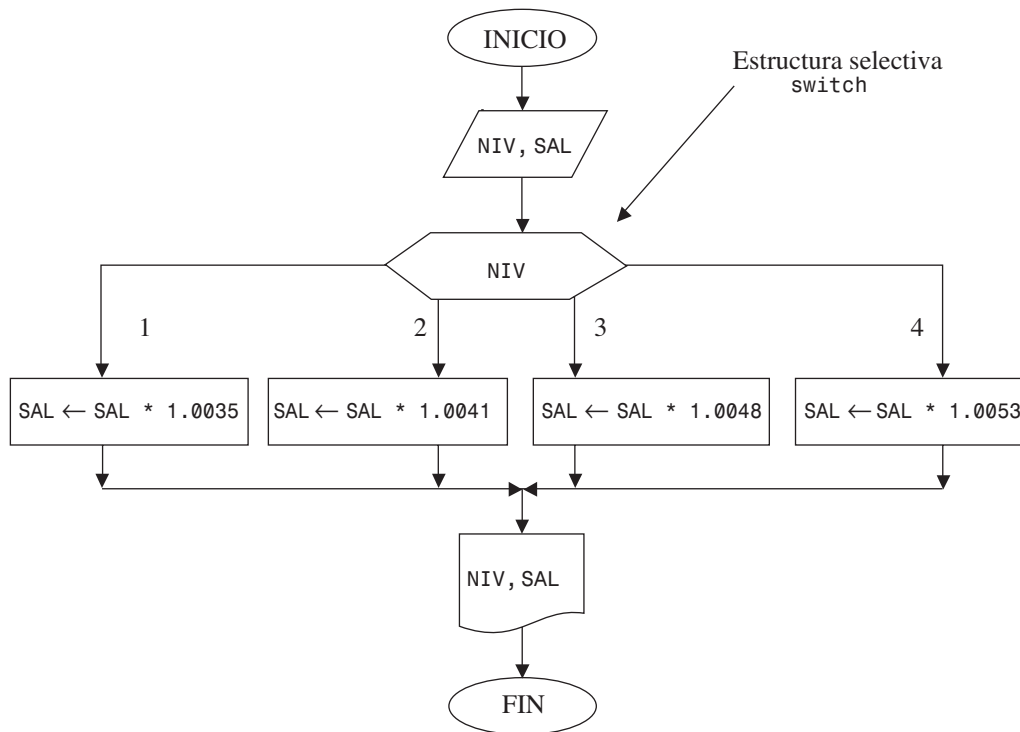 INICIO
Estructura selectiva
switch
NIV, SAL
NIV
1
2
3
4
SAL ← SAL * 1.0035
SAL ← SAL * 1.0041
SAL ← SAL * 1.0048
SAL ← SAL * 1.0053
NIV, SAL
FIN